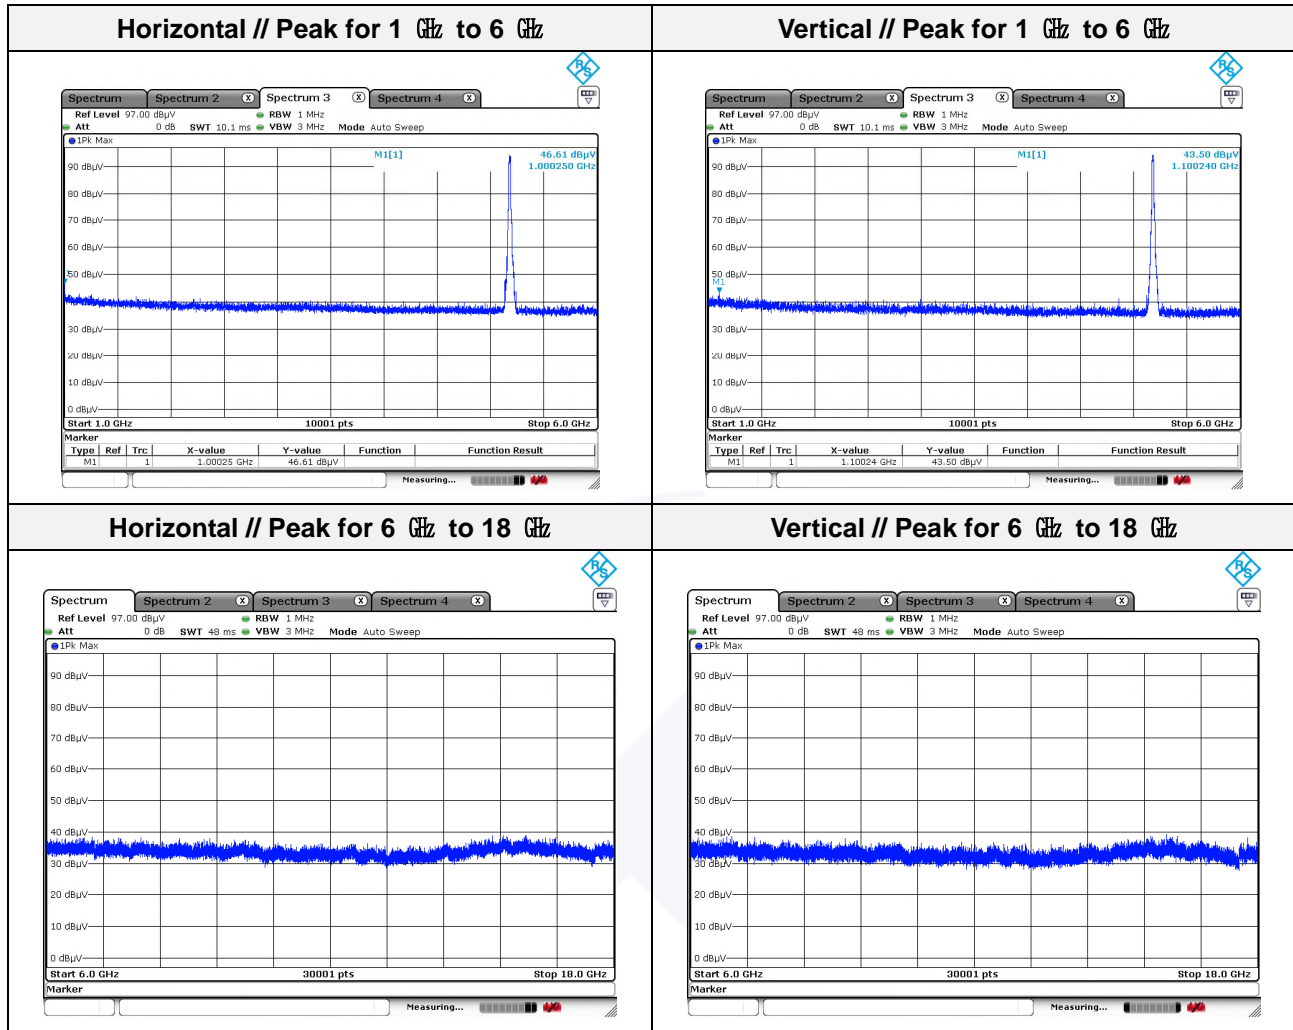 Horizontal // Peak for 1 ㎓ to 6 ㎓
Vertical // Peak for 1 ㎓ to 6 ㎓
R&S
Spectrum Spectrum 2 X Spectrum 3 X Spectrum 4 X
Ref Level 97.00 dBµV RBW 1 MHz
Att 0 dB SWT 10.1 ms VBW 3 MHz Mode Auto Sweep
1Pk Max
M1[1] 46.61 dBµV
1.000250 GHz
90 dBµV
80 dBµV
70 dBµV
60 dBµV
50 dBµV
30 dBµV
20 dBµV
10 dBµV
0 dBµV
Start 1.0 GHz 10001 pts Stop 6.0 GHz
Marker
Type Ref Trc X-value Y-value Function Function Result
M1 1 1.00025 GHz 46.61 dBµV
Measuring...
R&S
Spectrum Spectrum 2 X Spectrum 3 X Spectrum 4 X
Ref Level 97.00 dBµV RBW 1 MHz
Att 0 dB SWT 10.1 ms VBW 3 MHz Mode Auto Sweep
1Pk Max
M1[1] 43.50 dBµV
1.100240 GHz
90 dBµV
80 dBµV
70 dBµV
60 dBµV
50 dBµV
M1
30 dBµV
20 dBµV
10 dBµV
0 dBµV
Start 1.0 GHz 10001 pts Stop 6.0 GHz
Marker
Type Ref Trc X-value Y-value Function Function Result
M1 1 1.10024 GHz 43.50 dBµV
Measuring...
Horizontal // Peak for 6 ㎓ to 18 ㎓
Vertical // Peak for 6 ㎓ to 18 ㎓
R&S
Spectrum Spectrum 2 X Spectrum 3 X Spectrum 4 X
Ref Level 97.00 dBµV RBW 1 MHz
Att 0 dB SWT 48 ms VBW 3 MHz Mode Auto Sweep
1Pk Max
90 dBµV
80 dBµV
70 dBµV
60 dBµV
50 dBµV
40 dBµV
30 dBµV
20 dBµV
10 dBµV
0 dBµV
Start 6.0 GHz 30001 pts Stop 18.0 GHz
Marker
Measuring...
R&S
Spectrum Spectrum 2 X Spectrum 3 X Spectrum 4 X
Ref Level 97.00 dBµV RBW 1 MHz
Att 0 dB SWT 48 ms VBW 3 MHz Mode Auto Sweep
1Pk Max
90 dBµV
80 dBµV
70 dBµV
60 dBµV
50 dBµV
40 dBµV
30 dBµV
20 dBµV
10 dBµV
0 dBµV
Start 6.0 GHz 30001 pts Stop 18.0 GHz
Marker
Measuring...